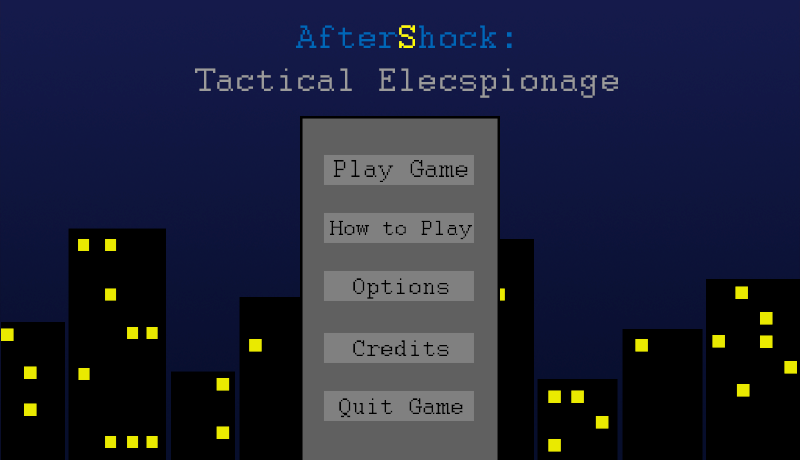 AfterShock:
Tactical Elecspionage
Play Game
How to Play
Options
Credits
Quit Game